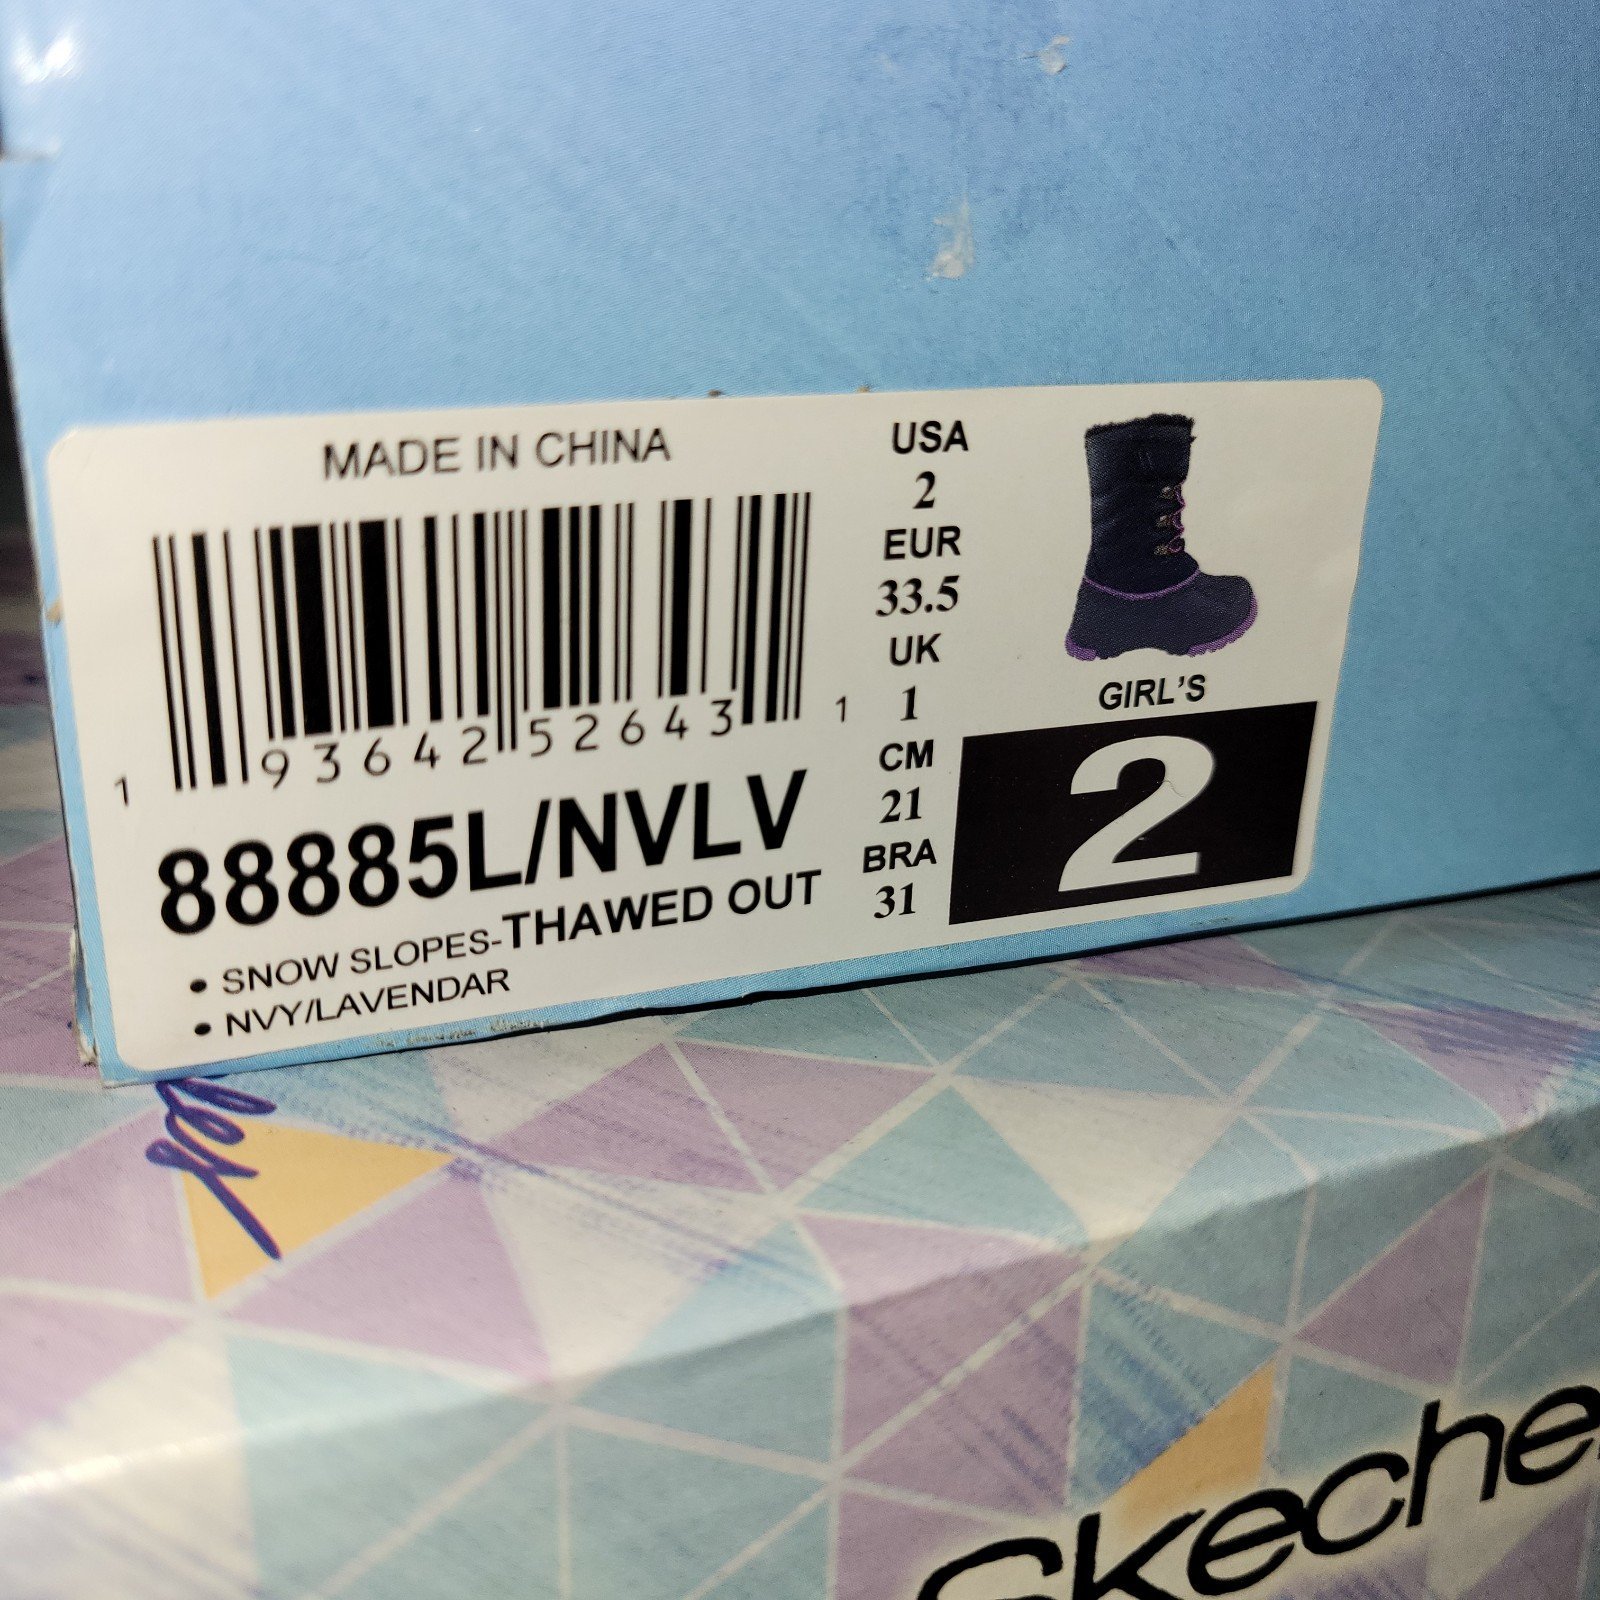 MADE IN CHINA
1 93642 52643 1
88885L/NVLV
• SNOW SLOPES-THAWED OUT
• NVY/LAVENDAR
USA
2
EUR
33.5
UK
1
CM
21
BRA
31
GIRL'S
2